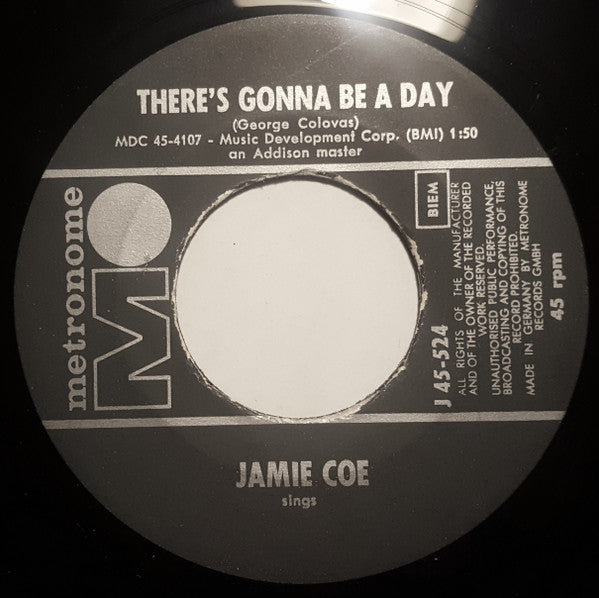 THERE'S GONNA BE A DAY
(George Colovas)
MDC 45-4107 - Music Development Corp. (BMI) 1:50
an Addison master
metronome
M
BIEM
J 45-524
ALL RIGHTS OF THE MANUFACTURER
AND OF THE OWNER OF THE RECORDED
WORK RESERVED.
UNAUTHORISED PUBLIC PERFORMANCE,
BROADCASTING AND COPYING OF THIS
RECORD PROHIBITED.
MADE IN GERMANY BY METRONOME
RECORDS GMBH
45 rpm
JAMIE COE
sings